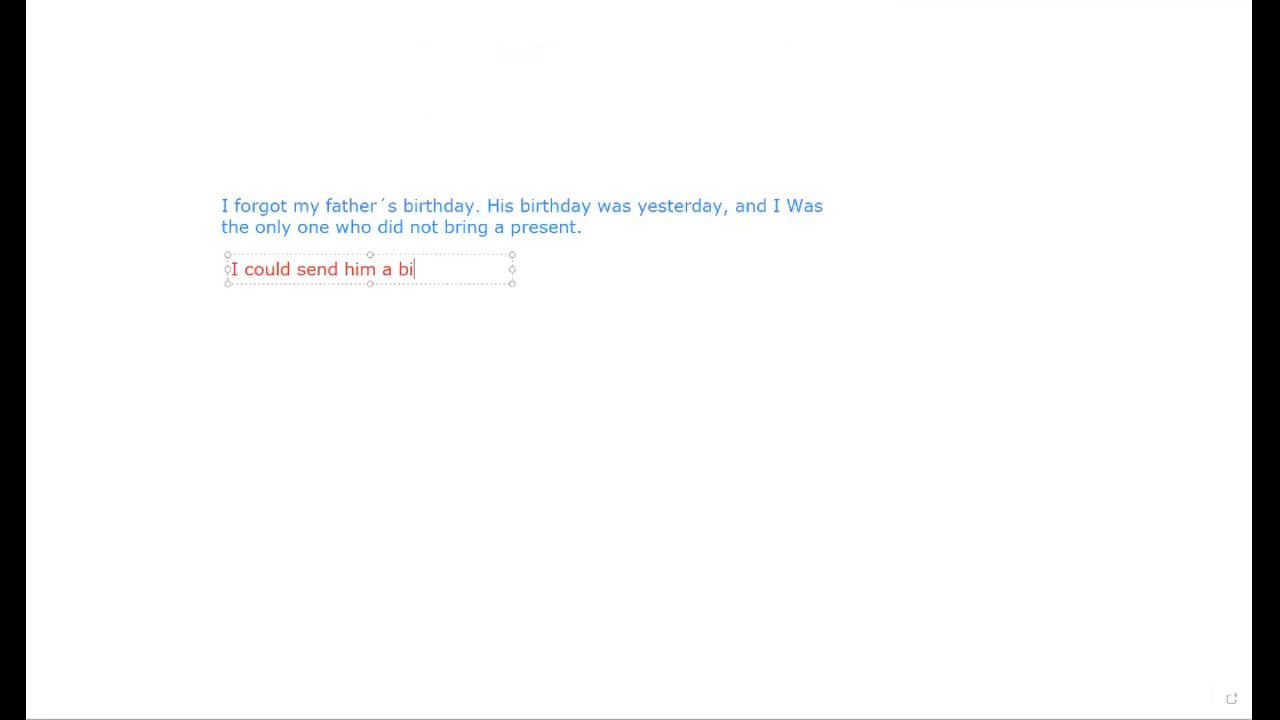 I forgot my father´s birthday. His birthday was yesterday, and I Was
the only one who did not bring a present.
I could send him a bi